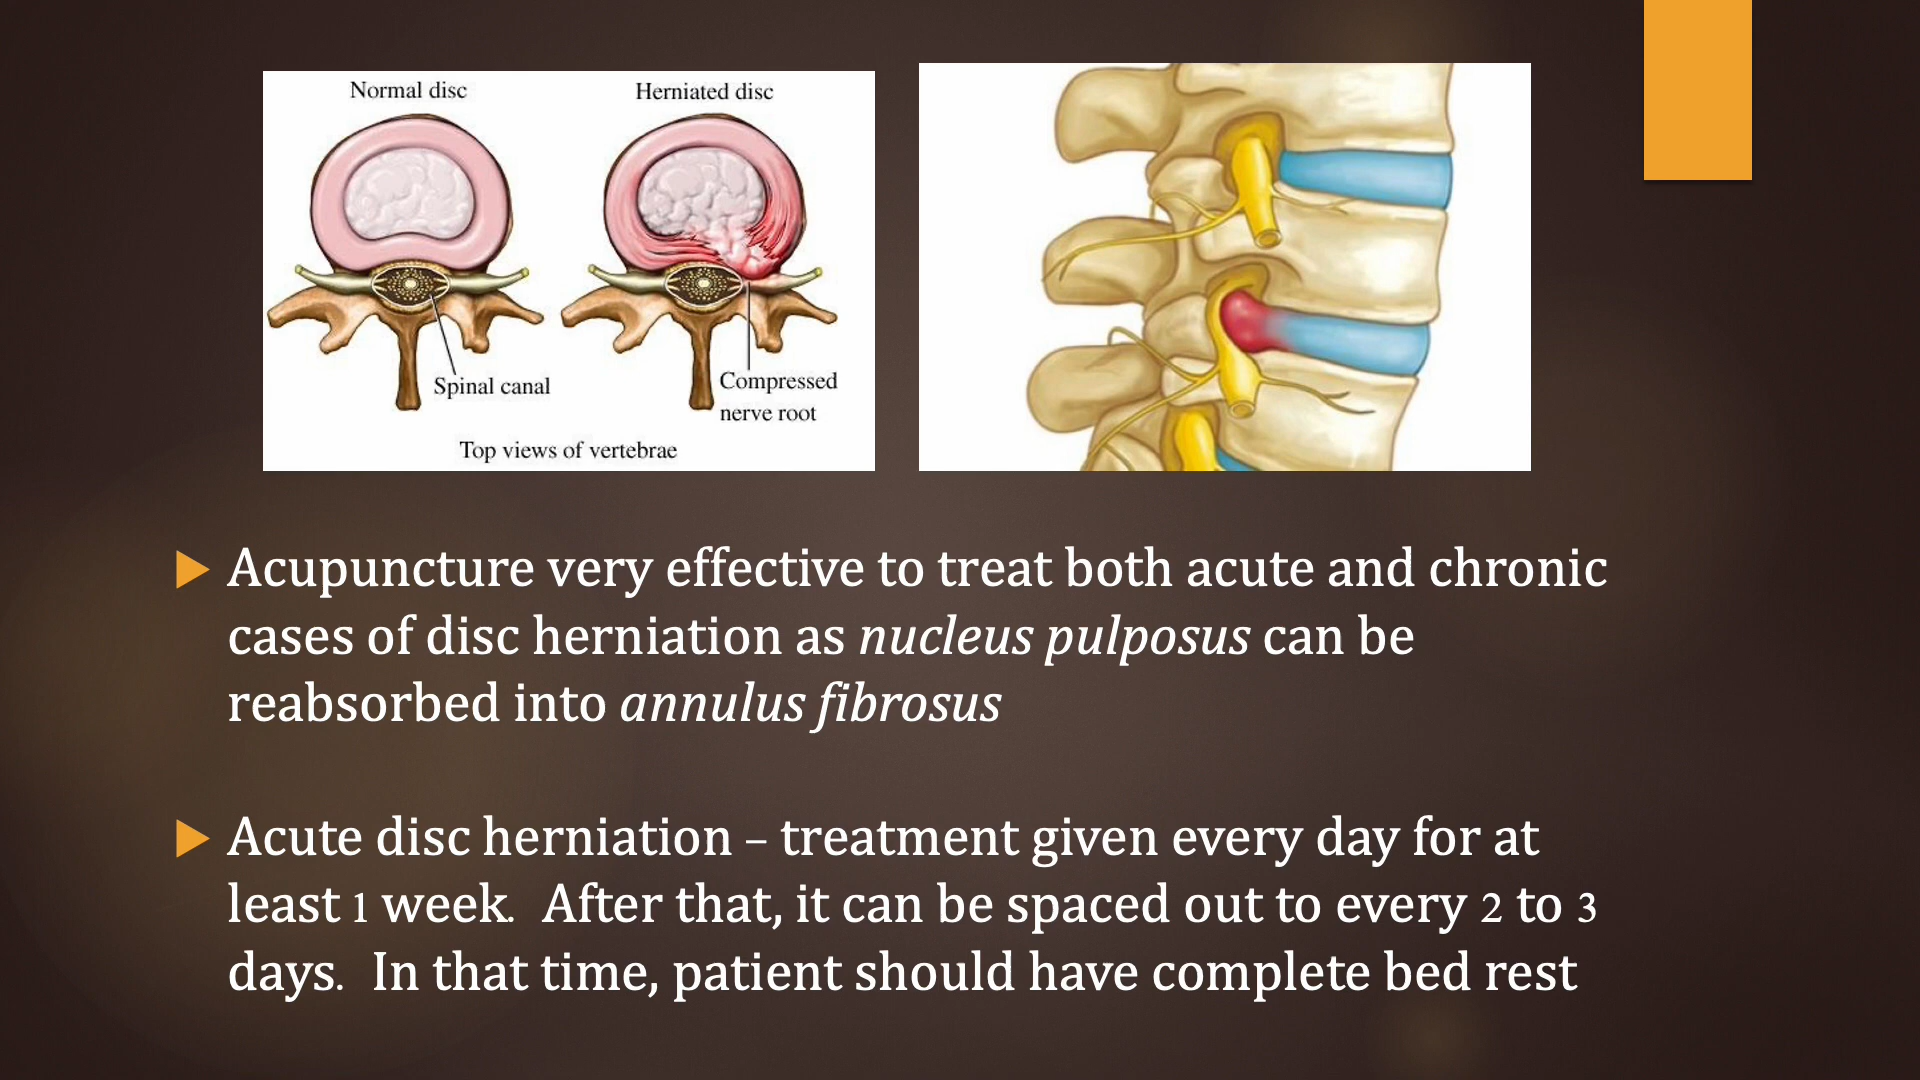 Normal disc
Herniated disc
Spinal canal
Compressed
nerve root
Top views of vertebrae
Acupuncture very effective to treat both acute and chronic
cases of disc herniation as nucleus pulposus can be
reabsorbed into annulus fibrosus
Acute disc herniation – treatment given every day for at
least 1 week.  After that, it can be spaced out to every 2 to 3
days.  In that time, patient should have complete bed rest